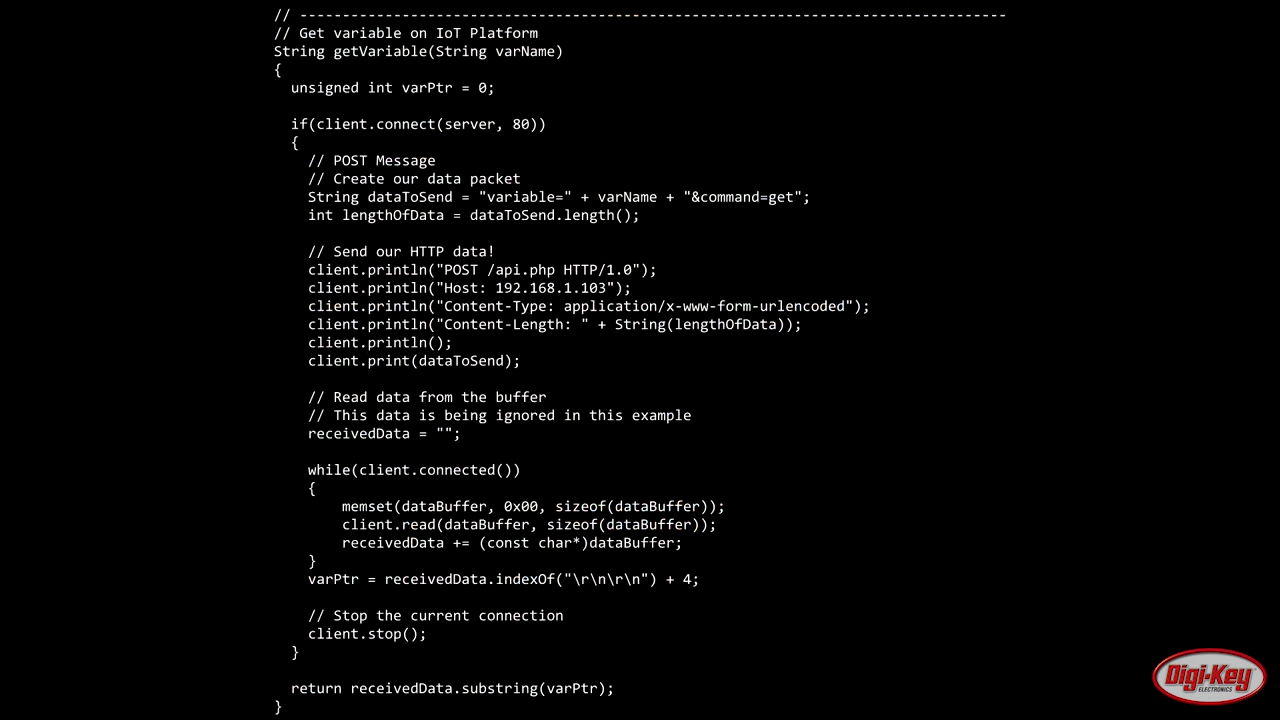 // -----------------------------------------------------------------------------------
// Get variable on IoT Platform
String getVariable(String varName)
{
  unsigned int varPtr = 0;

  if(client.connect(server, 80))
  {
    // POST Message
    // Create our data packet
    String dataToSend = "variable=" + varName + "&command=get";
    int lengthOfData = dataToSend.length();

    // Send our HTTP data!
    client.println("POST /api.php HTTP/1.0");
    client.println("Host: 192.168.1.103");
    client.println("Content-Type: application/x-www-form-urlencoded");
    client.println("Content-Length: " + String(lengthOfData));
    client.println();
    client.print(dataToSend);

    // Read data from the buffer
    // This data is being ignored in this example
    receivedData = "";

    while(client.connected())
    {
        memset(dataBuffer, 0x00, sizeof(dataBuffer));
        client.read(dataBuffer, sizeof(dataBuffer));
        receivedData += (const char*)dataBuffer;
    }
    varPtr = receivedData.indexOf("\r\n\r\n") + 4;

    // Stop the current connection
    client.stop();
  }

  return receivedData.substring(varPtr);
}
Digi-Key
ELECTRONICS